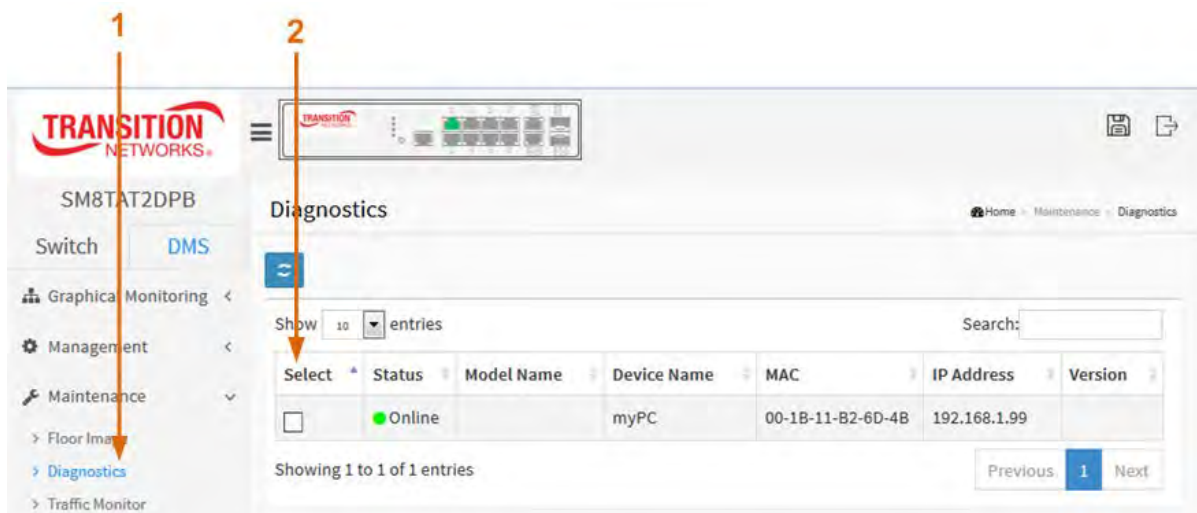 1
2
TRANSITION
NETWORKS®
TRANSITION
SM8TAT2DPB
Diagnostics
Home > Maintenance > Diagnostics
Switch
DMS
Graphical Monitoring
Show 10 entries
Search:
Management
Select
Status
Model Name
Device Name
MAC
IP Address
Version
Maintenance
Online
myPC
00-1B-11-B2-6D-4B
192.168.1.99
> Floor Image
> Diagnostics
Showing 1 to 1 of 1 entries
Previous 1 Next
> Traffic Monitor